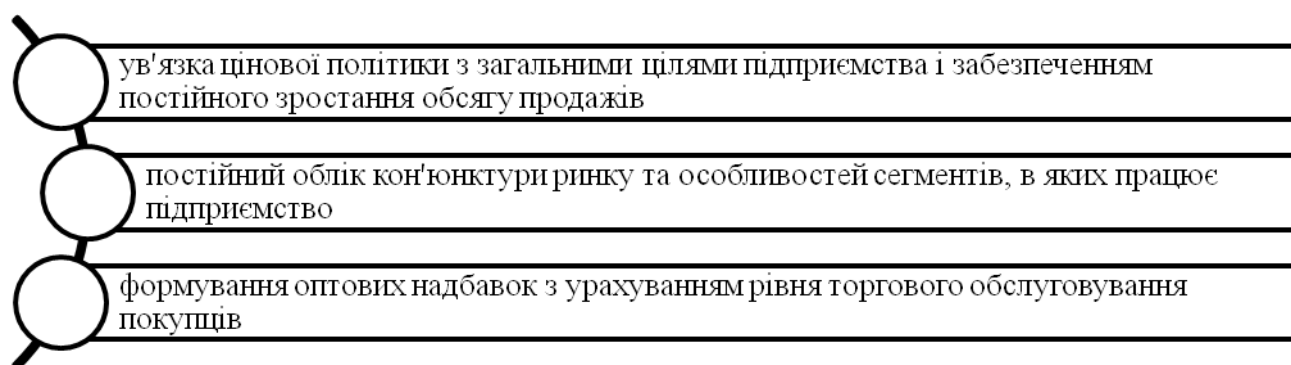 ув'язка цінової політики з загальними цілями підприємства і забезпеченням
постійного зростання обсягу продажів
постійний облік кон'юнктури ринку та особливостей сегментів, в яких працює
підприємство
формування оптових надбавок з урахуванням рівня торгового обслуговування
покупців